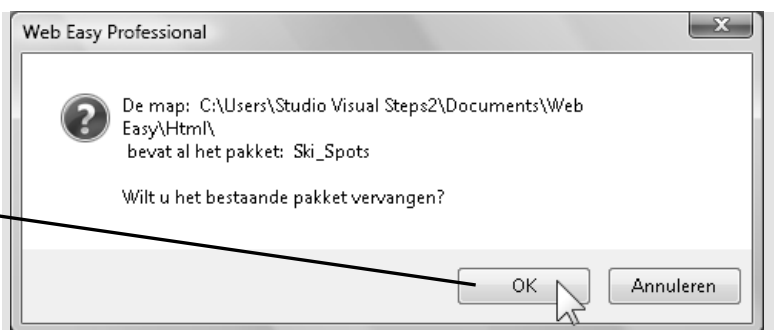 Web Easy Professional
De map: C:\Users\Studio Visual Steps2\Documents\Web
Easy\Html\
bevat al het pakket: Ski_Spots
Wilt u het bestaande pakket vervangen?
OK
Annuleren